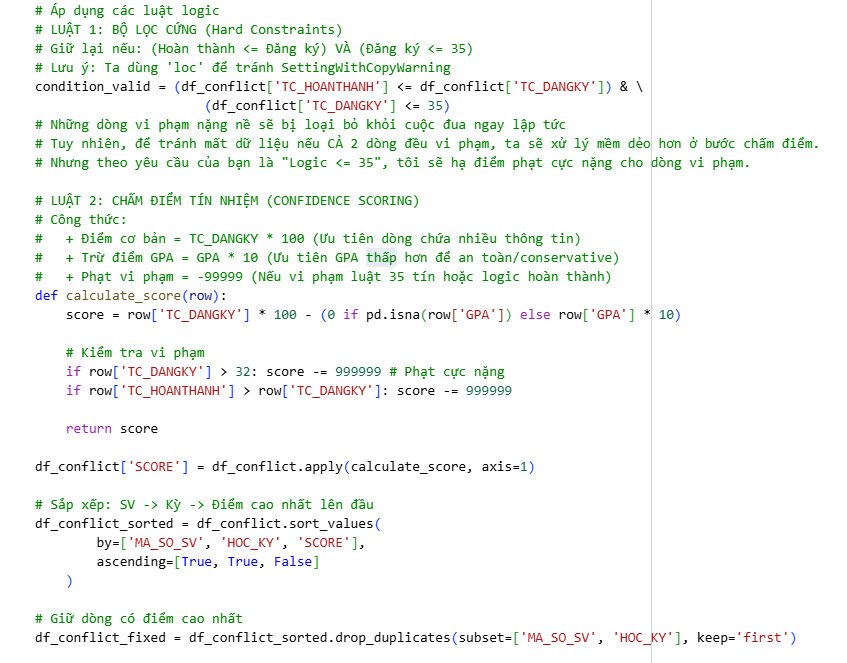 # Áp dụng các luật logic
# LUẬT 1: BỘ LỌC CỨNG (Hard Constraints)
# Giữ lại nếu: (Hoàn thành <= Đăng ký) VÀ (Đăng ký <= 35)
# Lưu ý: Ta dùng 'loc' để tránh SettingWithCopyWarning
condition_valid = (df_conflict['TC_HOANTHANH'] <= df_conflict['TC_DANGKY']) & \
                     (df_conflict['TC_DANGKY'] <= 35)
# Những dòng vi phạm nặng nề sẽ bị loại bỏ khỏi cuộc đua ngay lập tức
# Tuy nhiên, để tránh mất dữ liệu nếu CẢ 2 dòng đều vi phạm, ta sẽ xử lý mềm dẻo hơn ở bước chấm điểm.
# Nhưng theo yêu cầu của bạn là "Logic <= 35", tôi sẽ hạ điểm phạt cực nặng cho dòng vi phạm.

# LUẬT 2: CHẤM ĐIỂM TÍN NHIỆM (CONFIDENCE SCORING)
# Công thức:
#   + Điểm cơ bản = TC_DANGKY * 100 (Ưu tiên dòng chứa nhiều thông tin)
#   + Trừ điểm GPA = GPA * 10 (Ưu tiên GPA thấp hơn để an toàn/conservative)
#   + Phạt vi phạm = -99999 (Nếu vi phạm luật 35 tín hoặc logic hoàn thành)
def calculate_score(row):
    score = row['TC_DANGKY'] * 100 - (0 if pd.isna(row['GPA']) else row['GPA'] * 10)

    # Kiểm tra vi phạm
    if row['TC_DANGKY'] > 32: score -= 999999 # Phạt cực nặng
    if row['TC_HOANTHANH'] > row['TC_DANGKY']: score -= 999999

    return score

df_conflict['SCORE'] = df_conflict.apply(calculate_score, axis=1)

# Sắp xếp: SV -> Kỳ -> Điểm cao nhất lên đầu
df_conflict_sorted = df_conflict.sort_values(
        by=['MA_SO_SV', 'HOC_KY', 'SCORE'],
        ascending=[True, True, False]
    )

# Giữ dòng có điểm cao nhất
df_conflict_fixed = df_conflict_sorted.drop_duplicates(subset=['MA_SO_SV', 'HOC_KY'], keep='first')